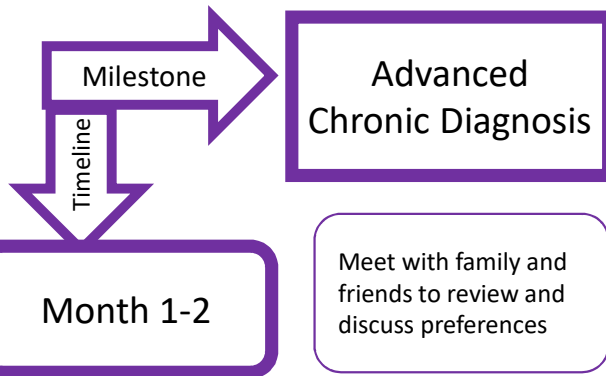 Milestone
Advanced
Chronic Diagnosis
Timeline
Month 1-2
Meet with family and
friends to review and
discuss preferences